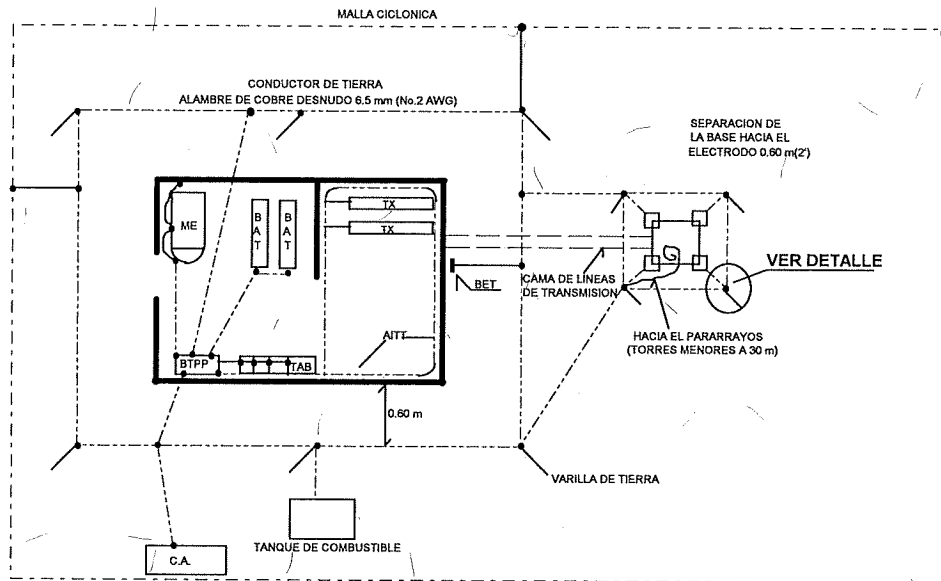 MALLA CICLONICA
CONDUCTOR DE TIERRA
ALAMBRE DE COBRE DESNUDO 6.5 mm (No.2 AWG)
SEPARACION DE
LA BASE HACIA EL
ELECTRODO 0.60 m(2')
ME
BAT
BAT
TX
TX
VER DETALLE
BET
CAMA DE LINEAS
DE TRANSMISION
HACIA EL PARARRAYOS
(TORRES MENORES A 30 m)
AITT
BTPP
TAB
0.60 m
VARILLA DE TIERRA
TANQUE DE COMBUSTIBLE
C.A.